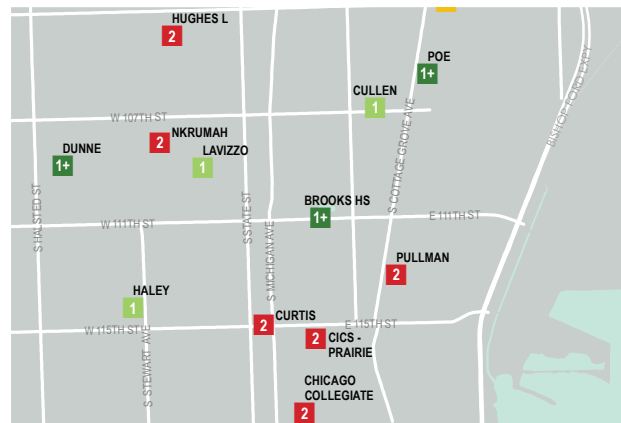 HUGHES L
2
POE
1+
CULLEN
1
W 107TH ST
NKRUMAH
2
DUNNE
1+
LAVIZZO
1
S HALSTED ST
S STATE ST
S MICHIGAN AVE
S COTTAGE GROVE AVE
BISHOP FORD EXPY
BROOKS HS
1+
W 111TH ST
E 111TH ST
PULLMAN
2
HALEY
1
CURTIS
2
W 115TH ST
E 115TH ST
S STEWART AVE
2
CICS -
PRAIRIE
CHICAGO
COLLEGIATE
2